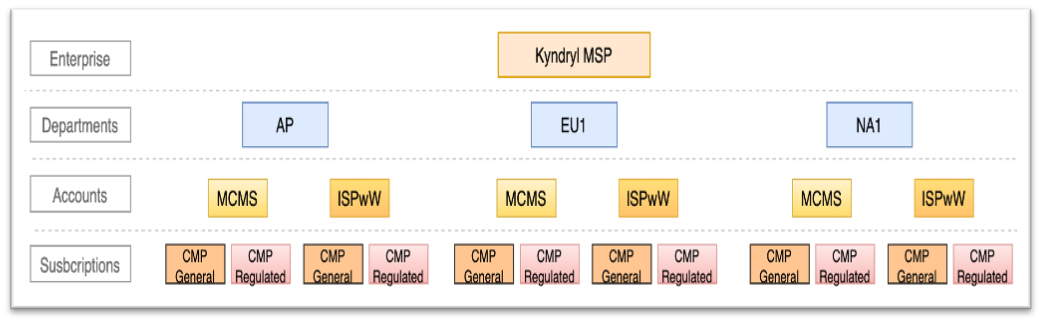 Enterprise
Kyndryl MSP
Departments
AP
EU1
NA1
Accounts
MCMS
ISPwW
MCMS
ISPwW
MCMS
ISPwW
Susbcriptions
CMP
General
CMP
Regulated
CMP
General
CMP
Regulated
CMP
General
CMP
Regulated
CMP
General
CMP
Regulated
CMP
General
CMP
Regulated
CMP
General
CMP
Regulated